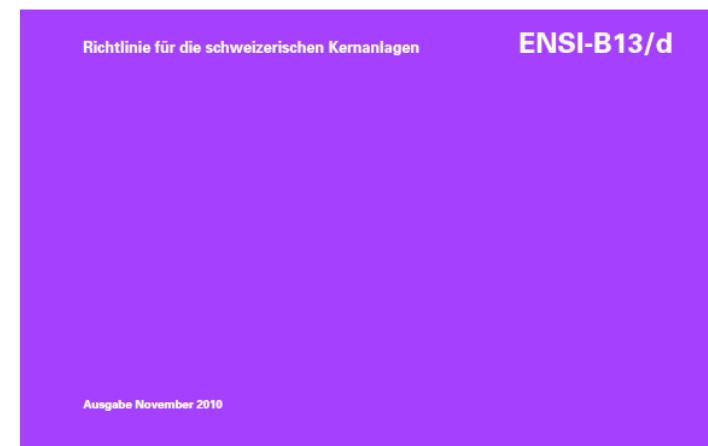 Richtlinie für die schweizerischen Kernanlagen ENSI-B13/d
Ausgabe November 2010